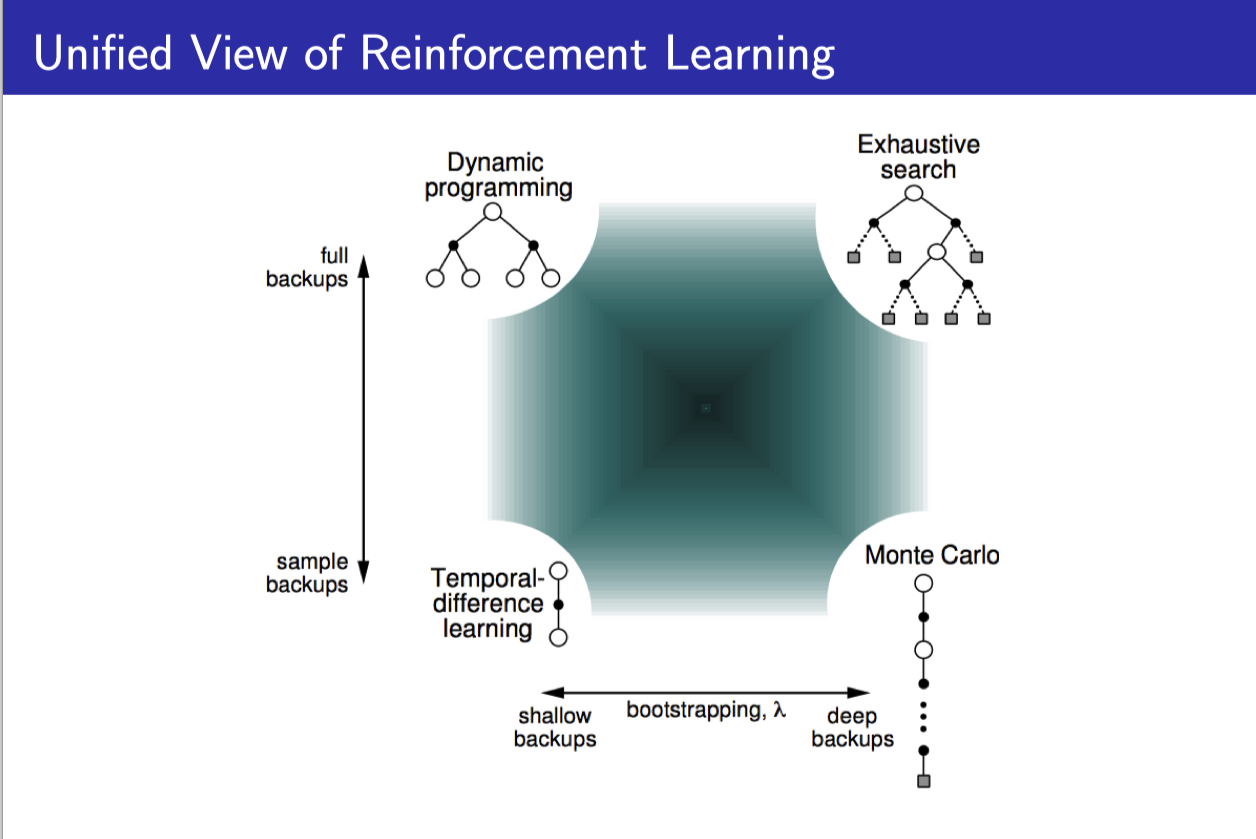 Unified View of Reinforcement Learning
Dynamic
programming
Exhaustive
search
full
backups
sample
backups
Temporal-
difference
learning
Monte Carlo
shallow
backups
bootstrapping, λ
deep
backups